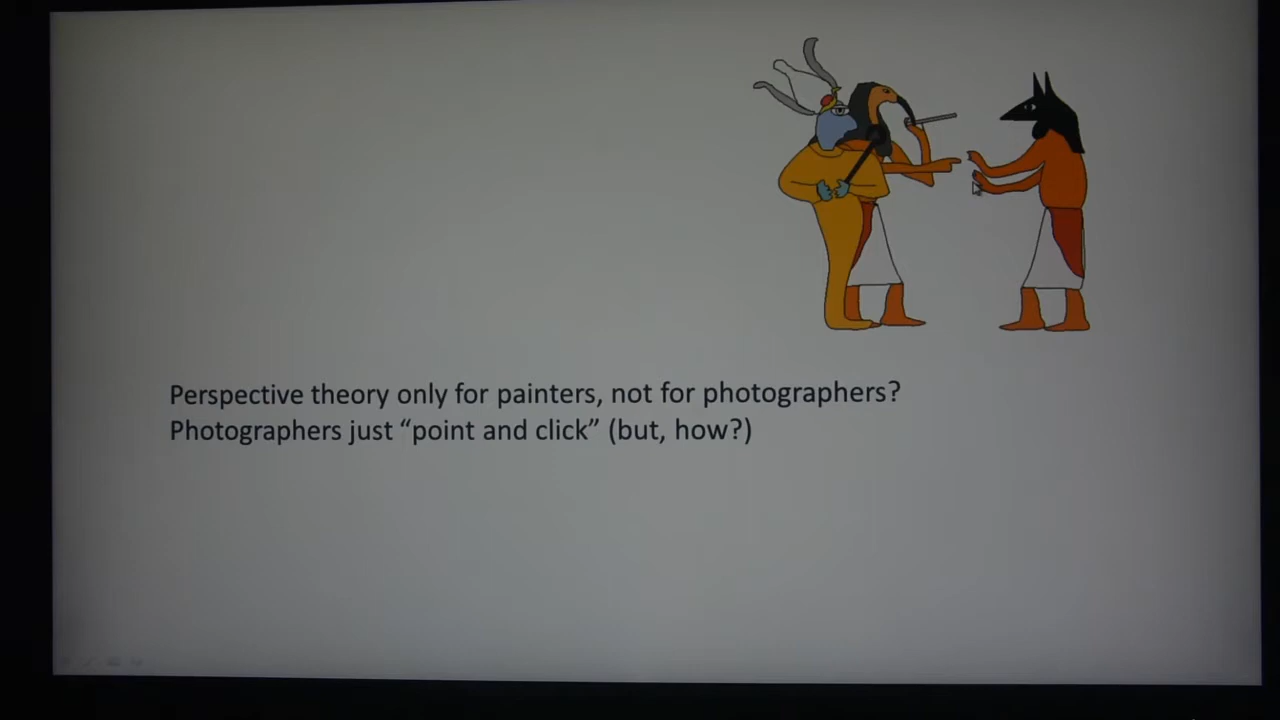 Perspective theory only for painters, not for photographers?
Photographers just “point and click” (but, how?)